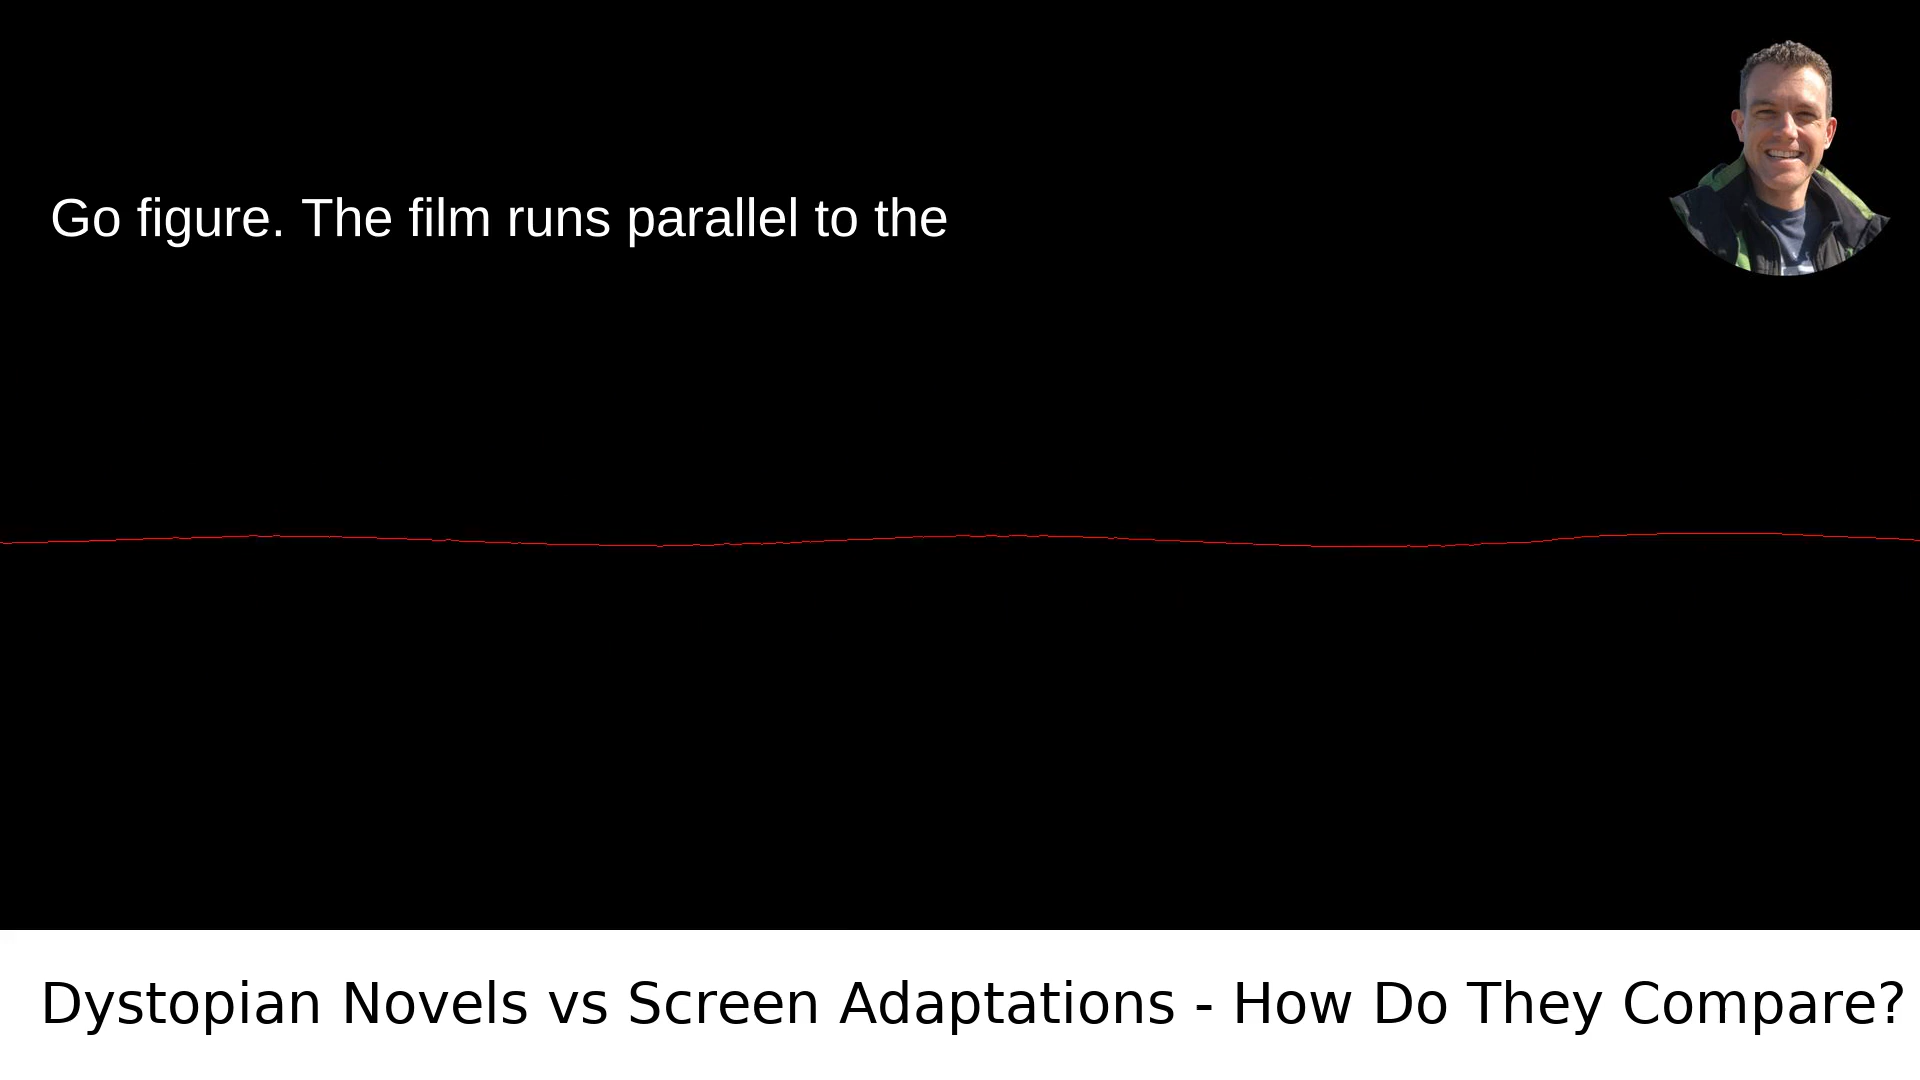 Go figure. The film runs parallel to the
Dystopian Novels vs Screen Adaptations - How Do They Compare?